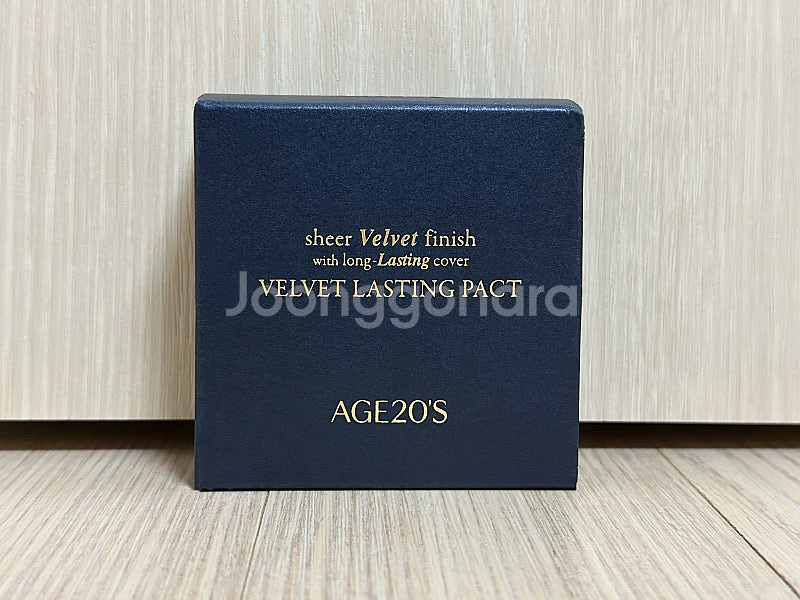 sheer Velvet finish
with long-Lasting cover
VELVET LASTING PACT
Joonggonara
AGE20'S